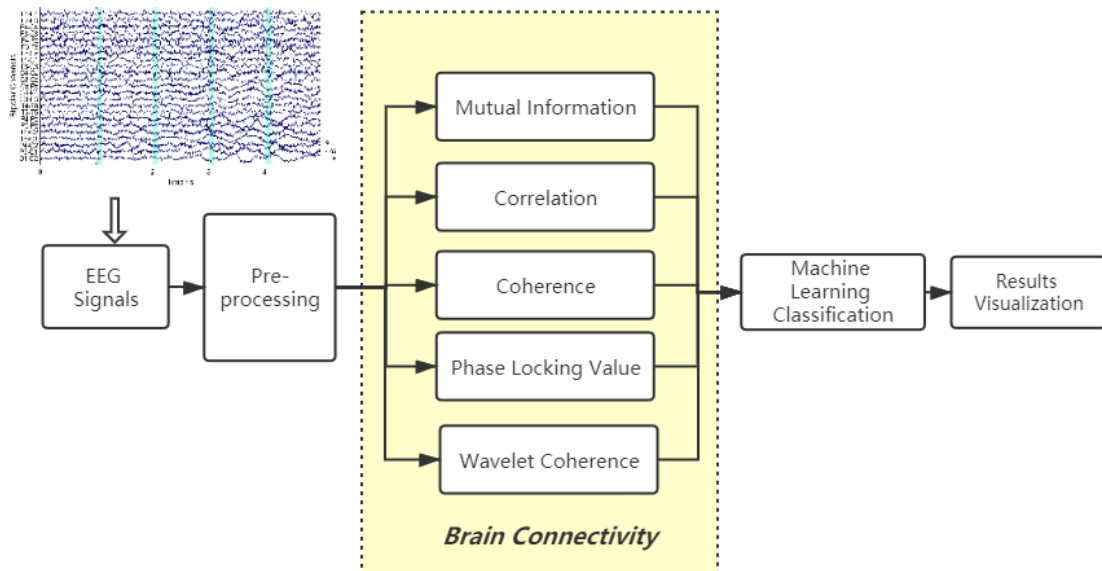 0
EEG
Signals
Pre-
processing
Mutual Information
Correlation
Coherence
Phase Locking Value
Wavelet Coherence
Brain Connectivity
Machine
Learning
Classification
Results
Visualization